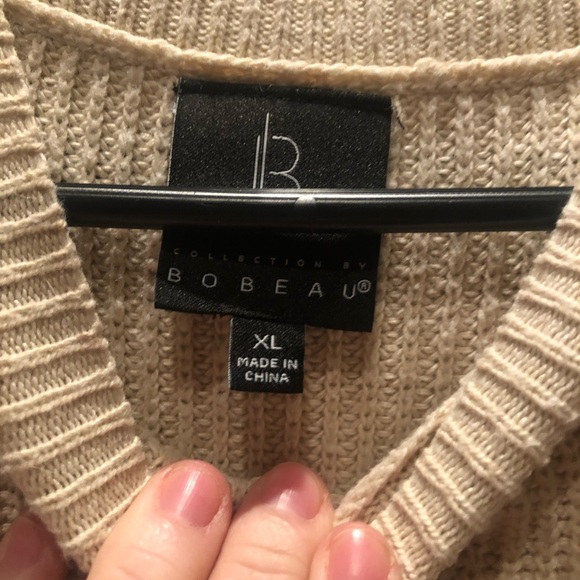 B
COLLECTION BY
BOBEAU®
XL
MADE IN
CHINA